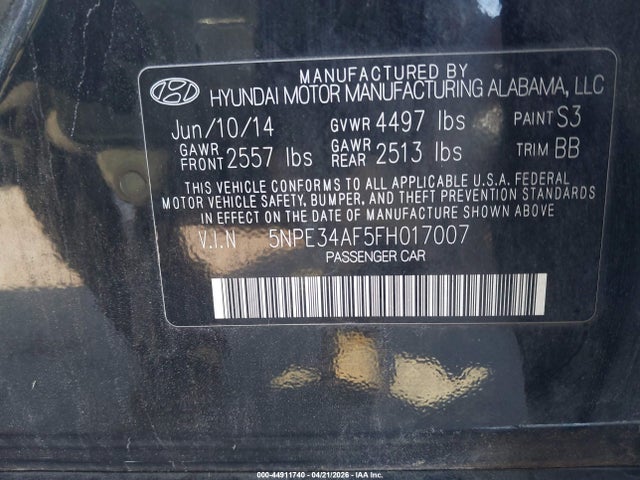 MANUFACTURED BY
HYUNDAI MOTOR MANUFACTURING ALABAMA, LLC
Jun/10/14 GVWR 4497 lbs PAINT S3
GAWR FRONT 2557 lbs GAWR REAR 2513 lbs TRIM BB
THIS VEHICLE CONFORMS TO ALL APPLICABLE U.S.A. FEDERAL
MOTOR VEHICLE SAFETY, BUMPER, AND THEFT PREVENTION STANDARDS
IN EFFECT ON THE DATE OF MANUFACTURE SHOWN ABOVE.
V.I.N 5NPE34AF5FH017007
PASSENGER CAR
000-44911740 - 04/21/2026 - IAA Inc.